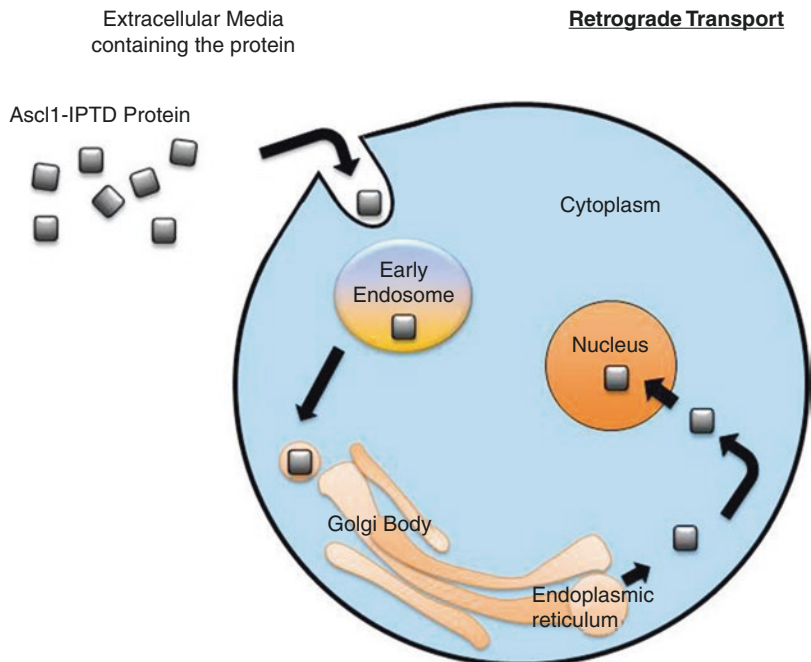 Extracellular Media
containing the protein
Retrograde Transport
Ascl1-IPTD Protein
Cytoplasm
Early
Endosome
Nucleus
Golgi Body
Endoplasmic
reticulum